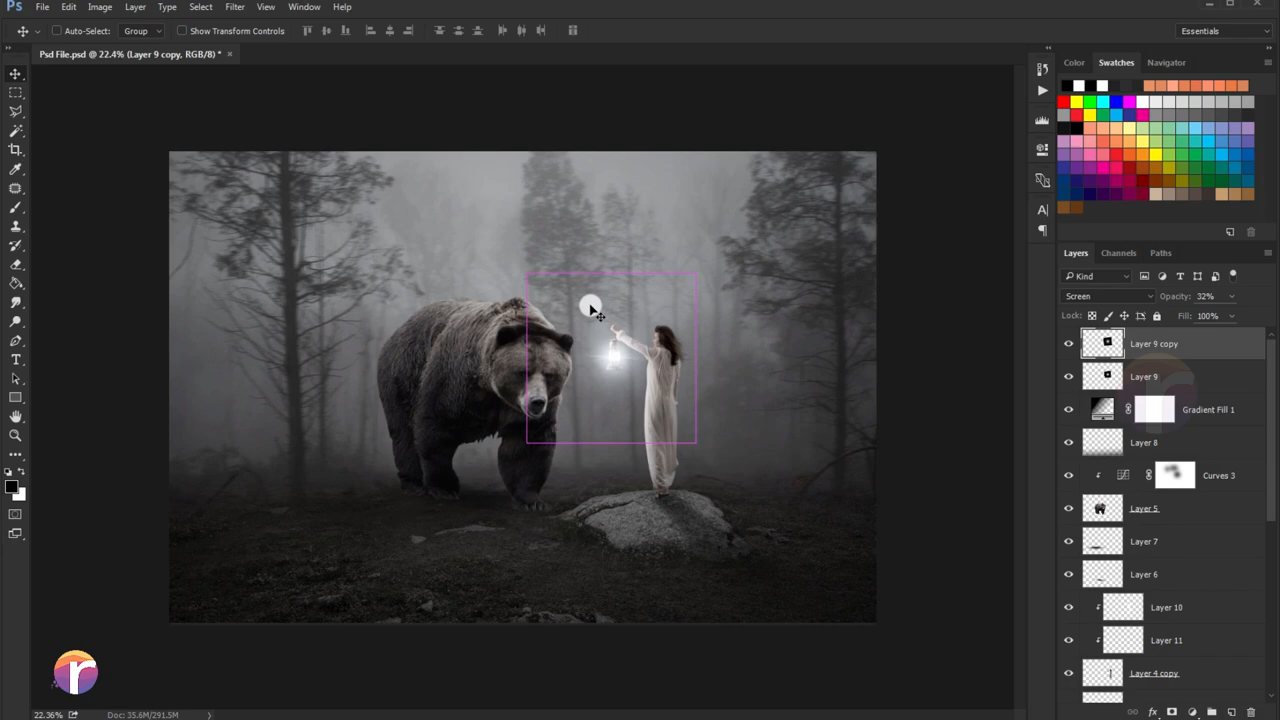 Ps File Edit Image Layer Type Select Filter View Window Help
Auto-Select: Group Show Transform Controls Essentials
Psd File.psd @ 22.4% (Layer 9 copy, RGB/8) * ×
Color Swatches Navigator
Layers Channels Paths
Kind
Screen Opacity: 32%
Lock: Fill: 100%
Layer 9 copy
Layer 9
Gradient Fill 1
Layer 8
Curves 3
Layer 5
Layer 7
Layer 6
Layer 10
Layer 11
Layer 4 copy
r
22.36% Doc: 35.6M/291.5M